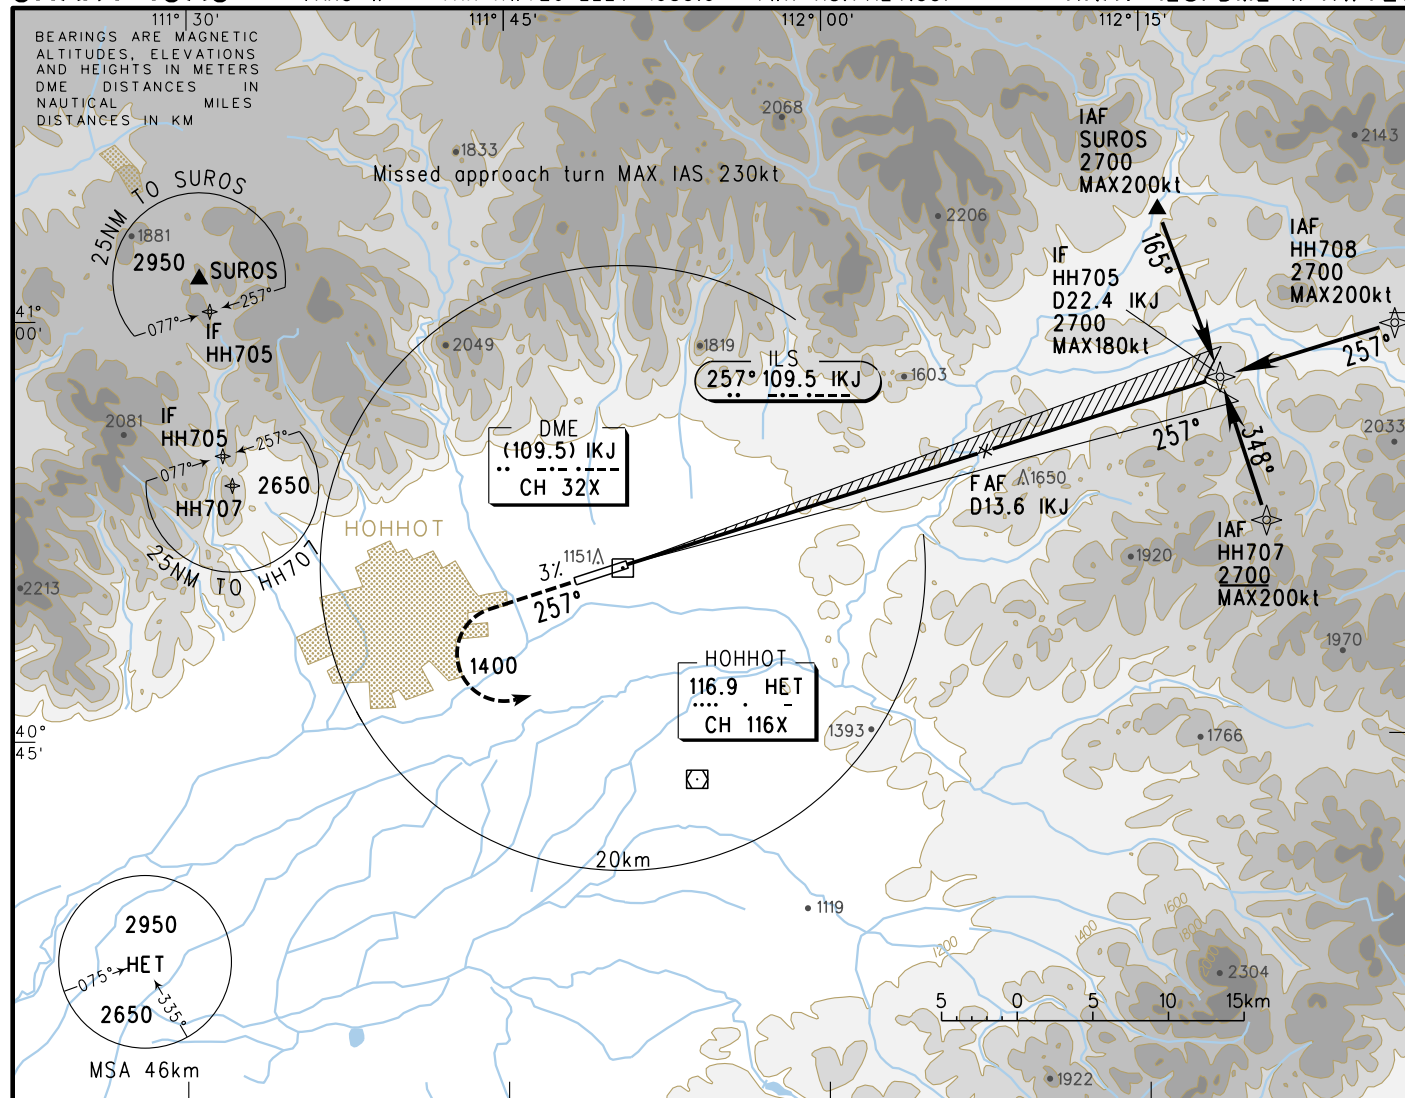 111° 30'
111° 45'
112° 00'
112° 15'
BEARINGS ARE MAGNETIC
ALTITUDES, ELEVATIONS
AND HEIGHTS IN METERS
DME DISTANCES IN
NAUTICAL MILES
DISTANCES IN KM
Missed approach turn MAX IAS 230kt
1833
2068
2143
2206
IAF
SUROS
2700
MAX200kt
165°
IAF
HH708
2700
MAX200kt
257°
IF
HH705
D22.4 IKJ
2700
MAX180kt
25NM TO SUROS
1881
2950
SUROS
257°
077°
IF
HH705
41°
00'
2049
1819
1603
ILS
257° 109.5 IKJ
DME
(109.5) IKJ
CH 32X
2081
IF
HH705
257°
077°
2650
HH707
25NM TO HH707
2213
HOHHOT
1151
3%
257°
1400
257°
348°
2033
FAF
D13.6 IKJ
1650
1920
IAF
HH707
2700
MAX200kt
1970
HOHHOT
116.9 HET
CH 116X
1393
1766
40°
45'
20km
1119
2950
HET
075°
335°
2650
MSA 46km
1200
1400
1600
1800
2000
2304
5 0 5 10 15km
1922